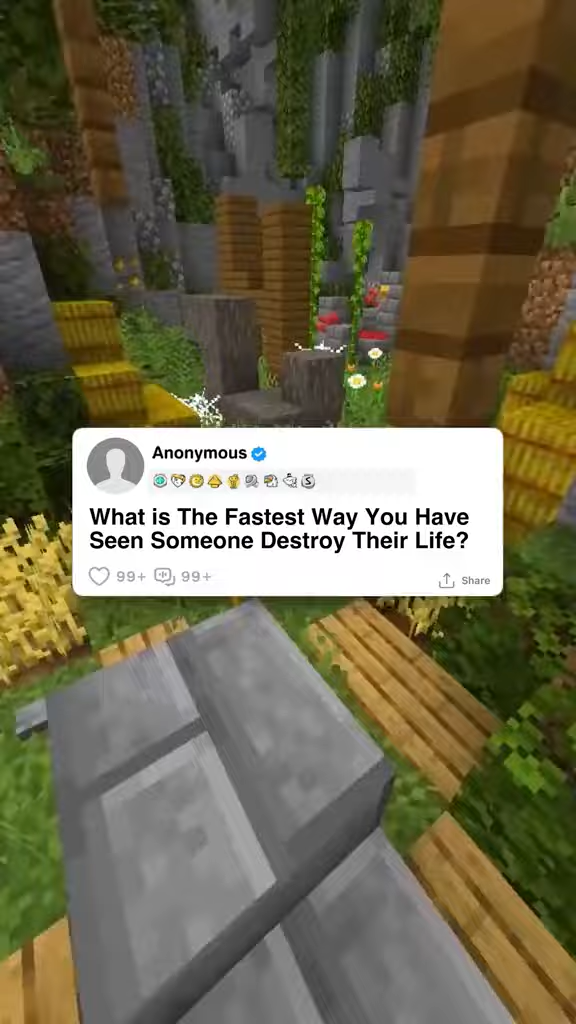 Anonymous
What is The Fastest Way You Have
Seen Someone Destroy Their Life?
99+ 99+ Share